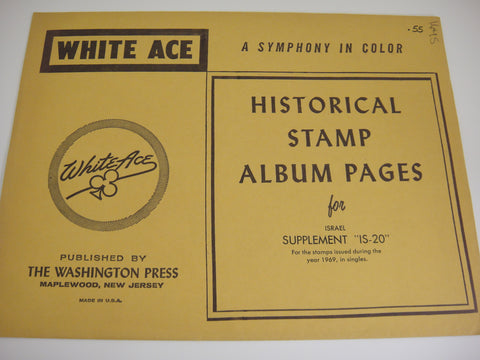 WHITE ACE
A SYMPHONY IN COLOR
.55
HISTORICAL
STAMP
ALBUM PAGES
for
ISRAEL
SUPPLEMENT "IS-20"
For the stamps issued during the
year 1969, in singles.
White Ace
PUBLISHED BY
THE WASHINGTON PRESS
MAPLEWOOD, NEW JERSEY
MADE IN U.S.A.